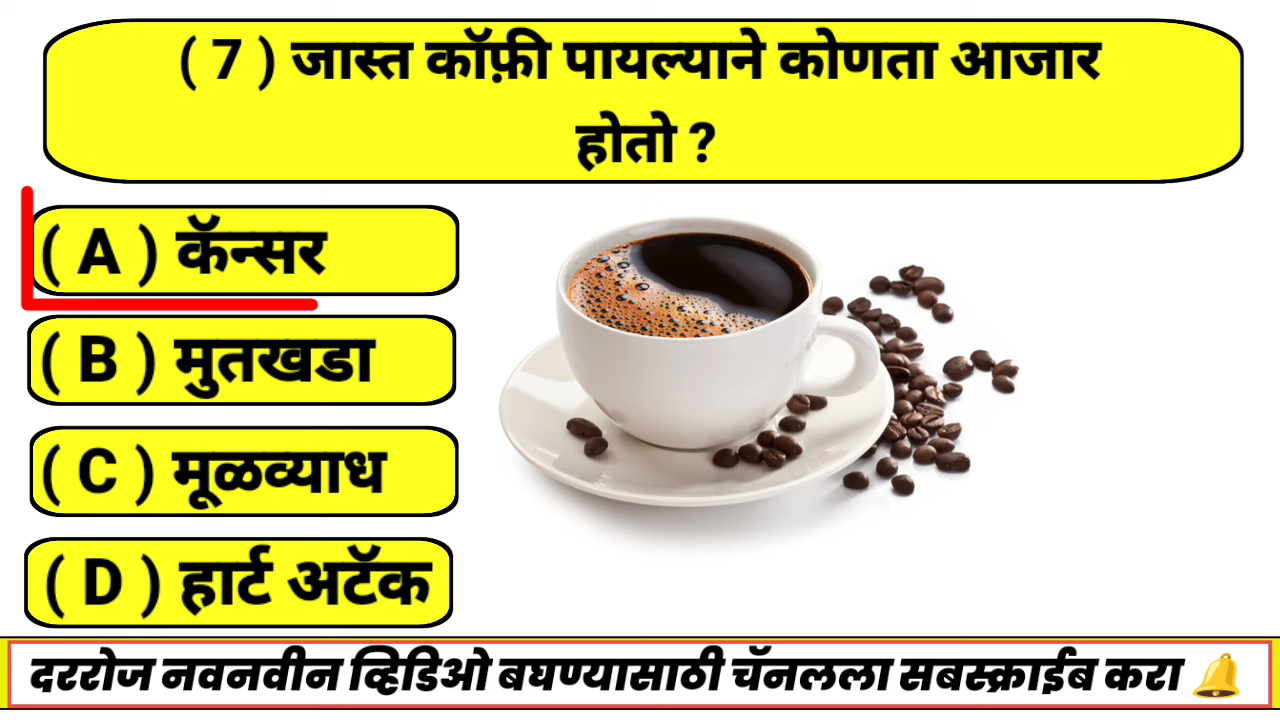 ( 7 ) जास्त कॉफ़ी पायल्याने कोणता आजार
होतो ?
( A ) कॅन्सर
( B ) मुतखडा
( C ) मूळव्याध
( D ) हार्ट अटॅक
दररोज नवनवीन व्हिडिओ बघण्यासाठी चॅनलला सबस्क्राईब करा 🔔